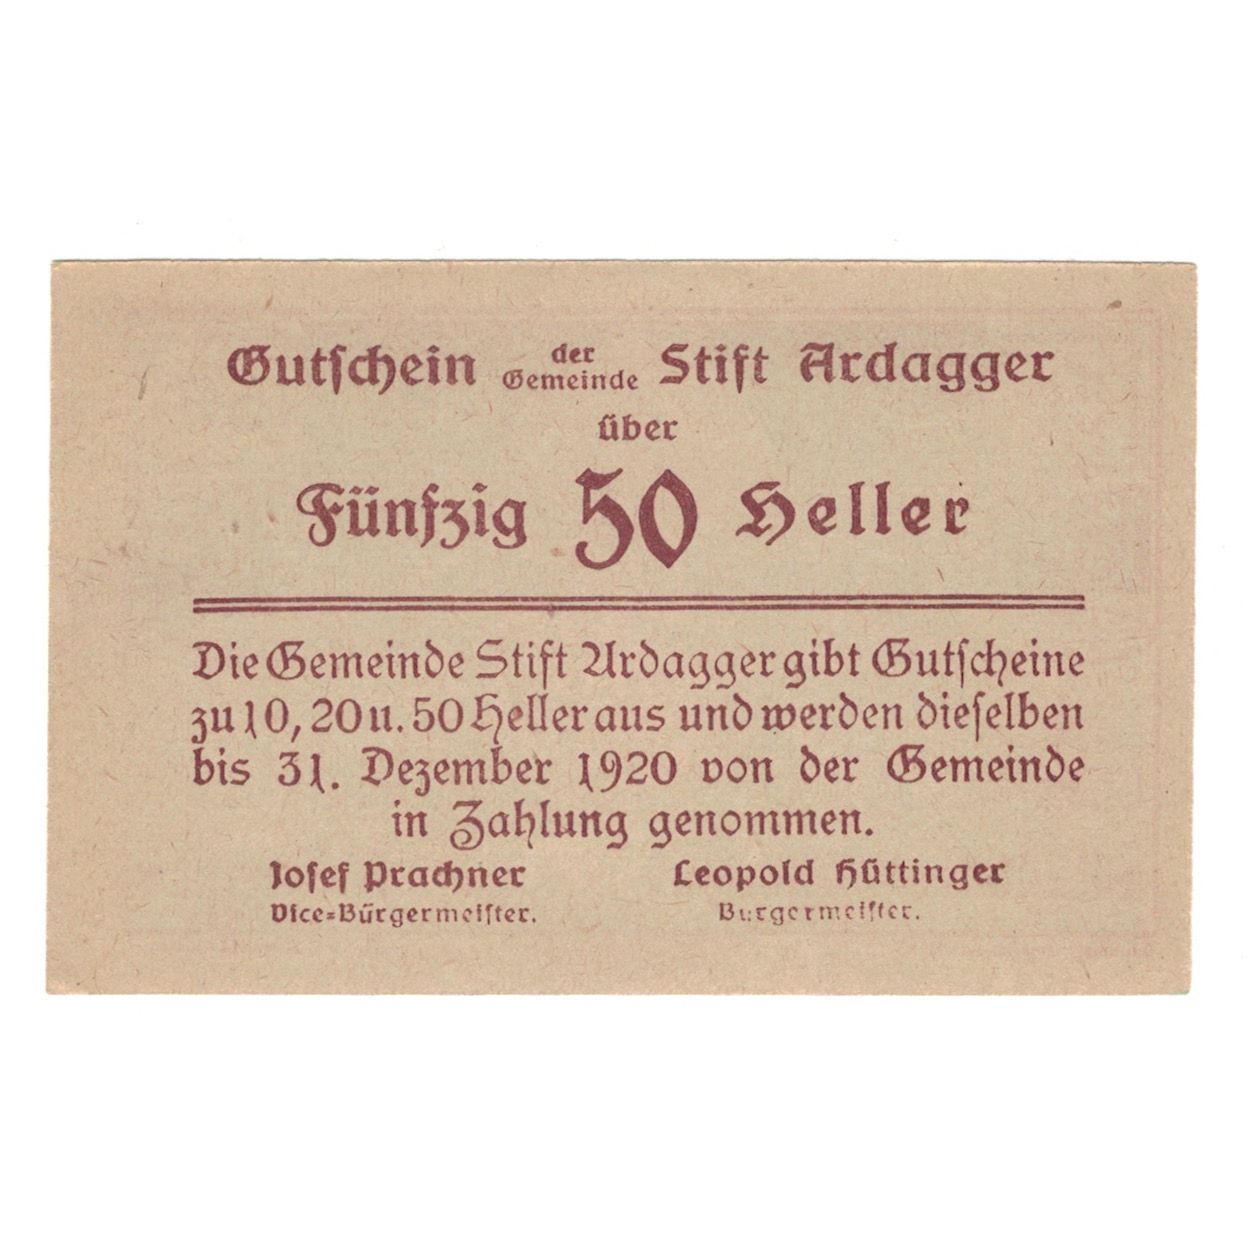 Gutschein der Gemeinde Stift Ardagger
über
Fünfzig 50 Heller
Die Gemeinde Stift Ardagger gibt Gutscheine
zu 10, 20 u. 50 Heller aus und werden dieselben
bis 31. Dezember 1920 von der Gemeinde
in Zahlung genommen.
Josef Prachner Leopold Hüttinger
Vice-Bürgermeister. Bürgermeister.